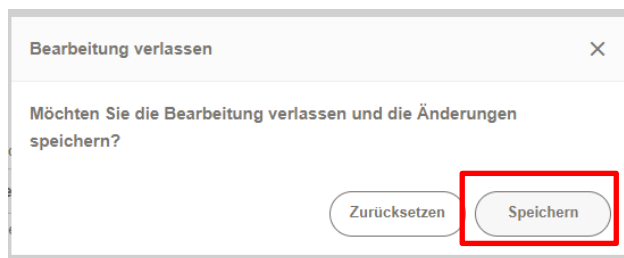 Bearbeitung verlassen
Möchten Sie die Bearbeitung verlassen und die Änderungen
speichern?
Zurücksetzen
Speichern